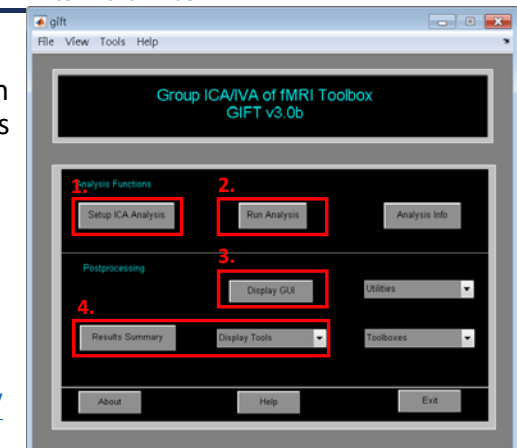 gift
File View Tools Help
Group ICA/IVA of fMRI Toolbox
GIFT v3.0b
Analysis Functions
1.
2.
Setup ICA Analysis
Run Analysis
Analysis Info
Postprocessing
3.
Display GUI
Utilities
4.
Results Summary
Display Tools
Toolboxes
About
Help
Exit